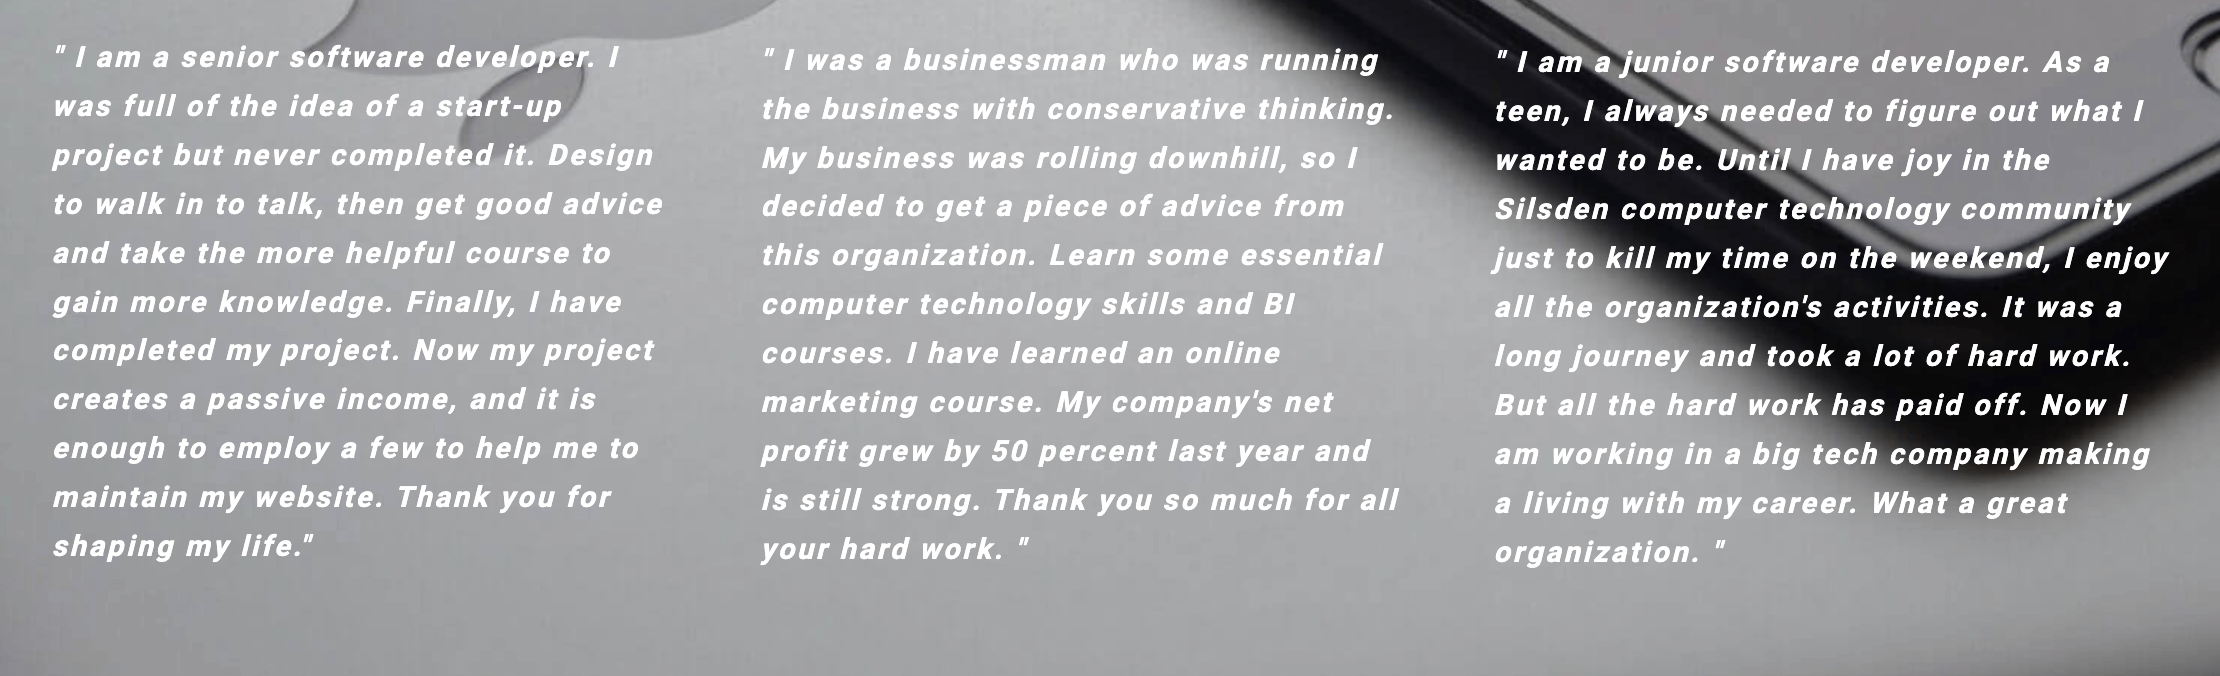 " I am a senior software developer. I
was full of the idea of a start-up
project but never completed it. Design
to walk in to talk, then get good advice
and take the more helpful course to
gain more knowledge. Finally, I have
completed my project. Now my project
creates a passive income, and it is
enough to employ a few to help me to
maintain my website. Thank you for
shaping my life."
" I was a businessman who was running
the business with conservative thinking.
My business was rolling downhill, so I
decided to get a piece of advice from
this organization. Learn some essential
computer technology skills and BI
courses. I have learned an online
marketing course. My company's net
profit grew by 50 percent last year and
is still strong. Thank you so much for all
your hard work. "
" I am a junior software developer. As a
teen, I always needed to figure out what I
wanted to be. Until I have joy in the
Silsden computer technology community
just to kill my time on the weekend, I enjoy
all the organization's activities. It was a
long journey and took a lot of hard work.
But all the hard work has paid off. Now I
am working in a big tech company making
a living with my career. What a great
organization. "